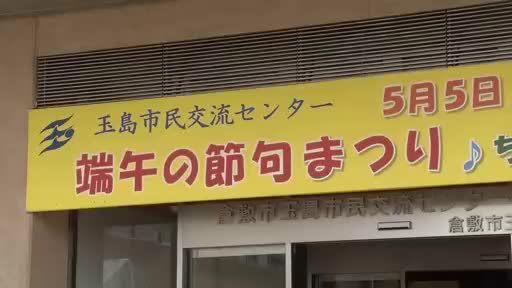 玉島市民交流センター 5月5日
端午の節句まつり♪
倉敷市玉島市民交流センタ
倉敷市玉